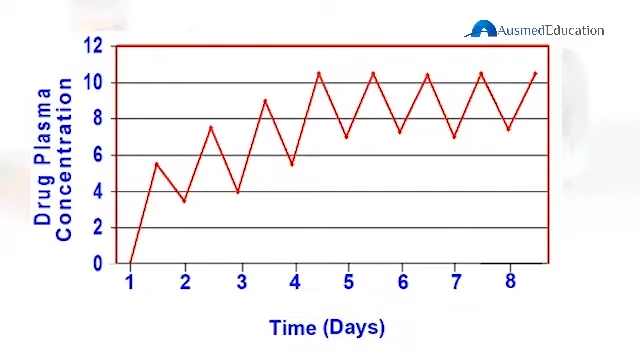 AusmedEducation
12
10
8
6
4
2
0
Drug Plasma
Concentration
1 2 3 4 5 6 7 8
Time (Days)